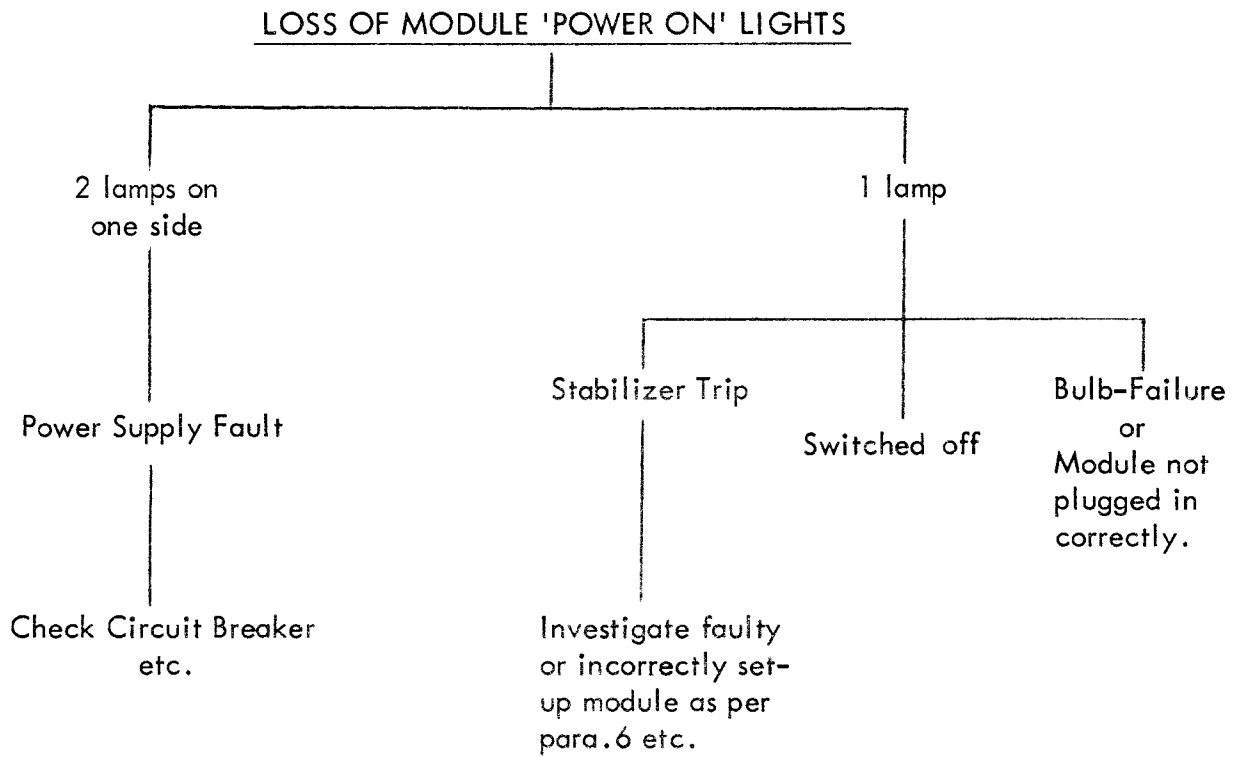 LOSS OF MODULE 'POWER ON' LIGHTS
2 lamps on
one side
1 lamp
Power Supply Fault
Stabilizer Trip
Switched off
Bulb-Failure
or
Module not
plugged in
correctly.
Check Circuit Breaker
etc.
Investigate faulty
or incorrectly set-
up module as per
para.6 etc.